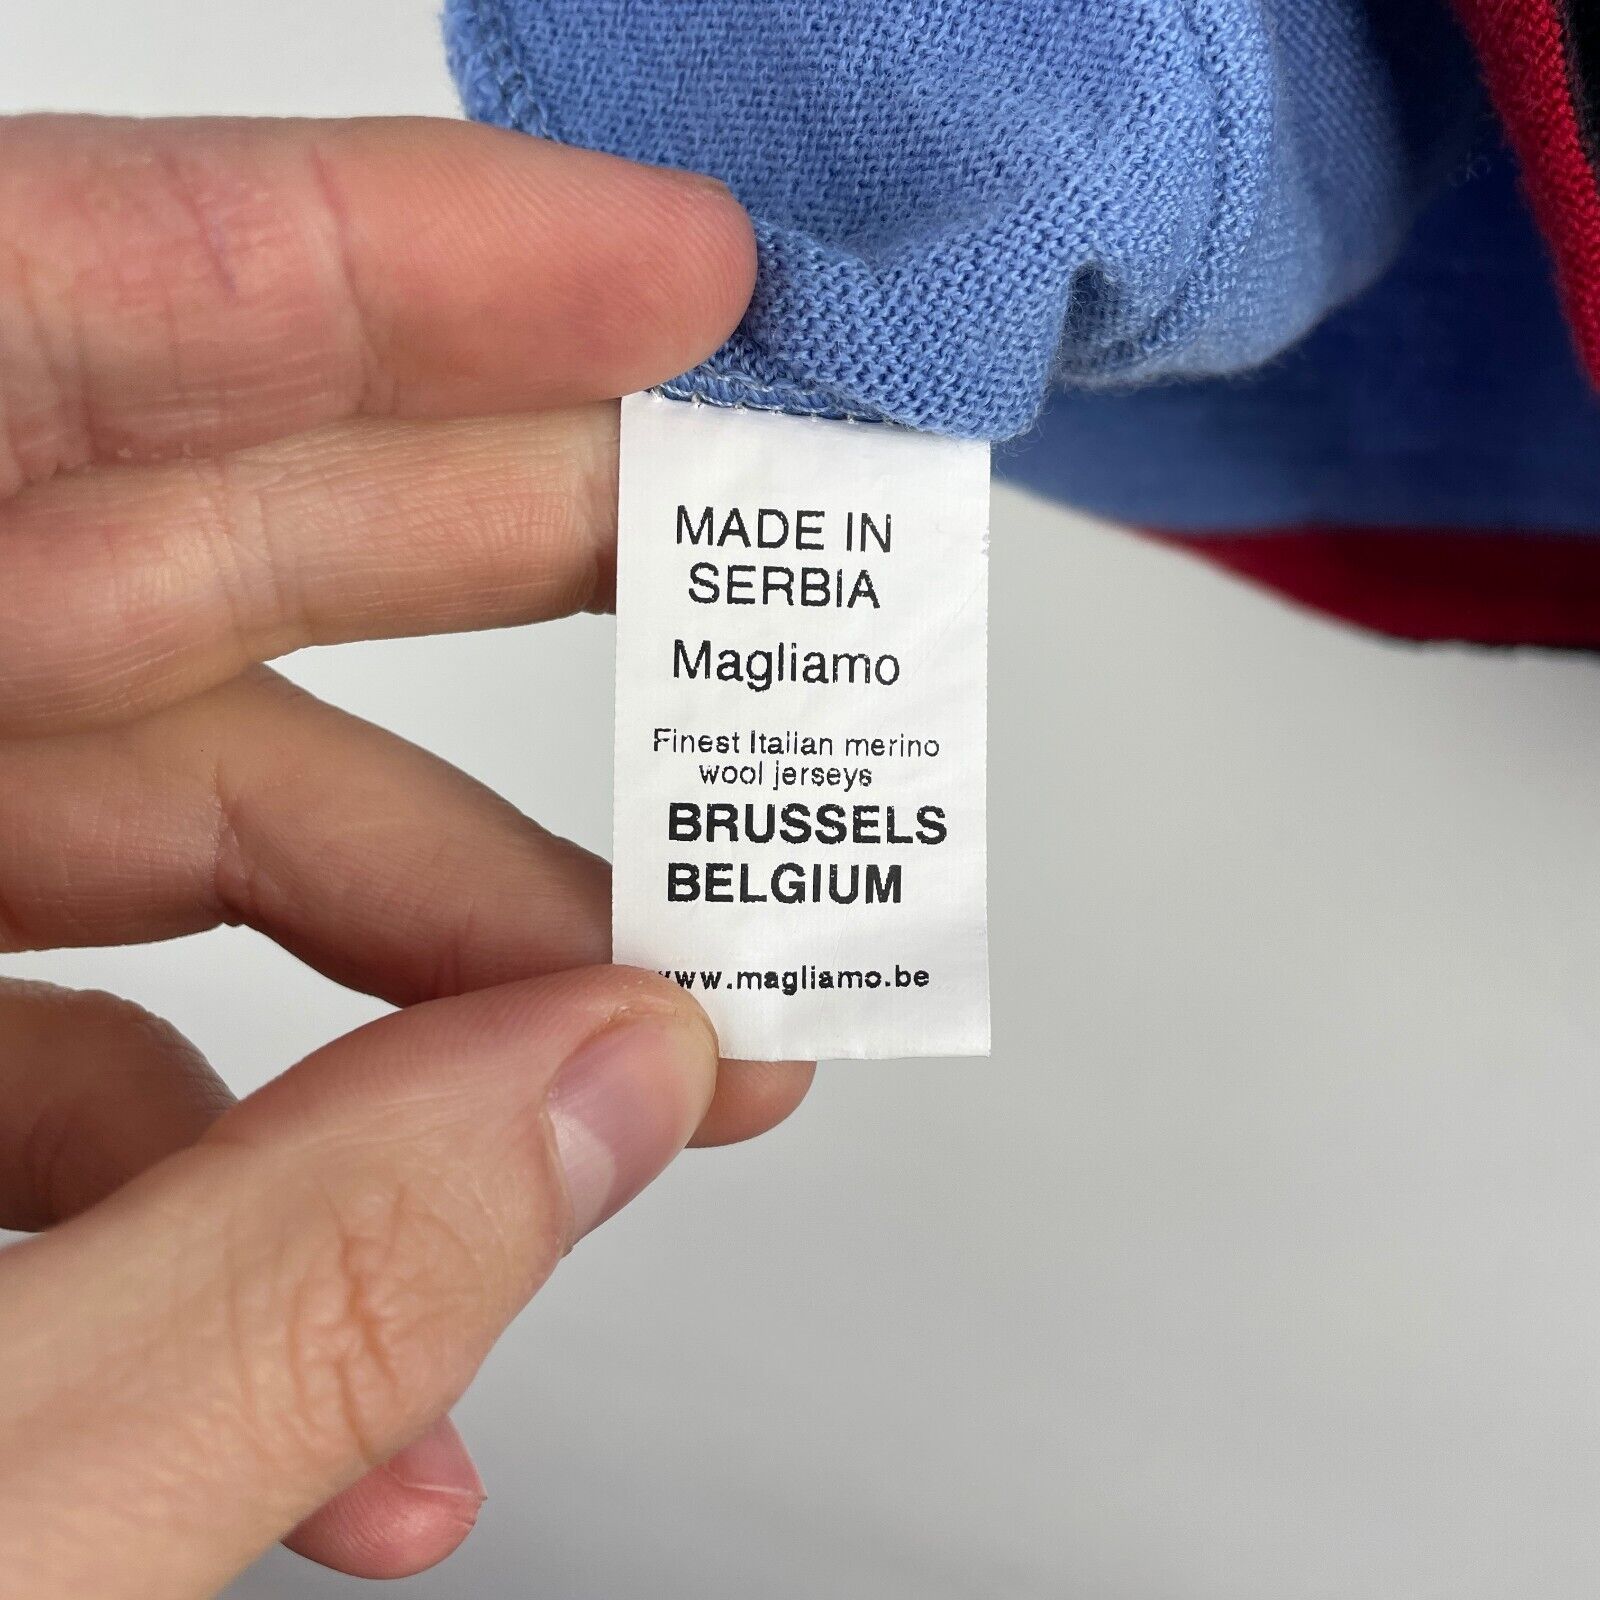 MADE IN
SERBIA
Magliamo
Finest Italian merino
wool jerseys
BRUSSELS
BELGIUM
www.magliamo.be